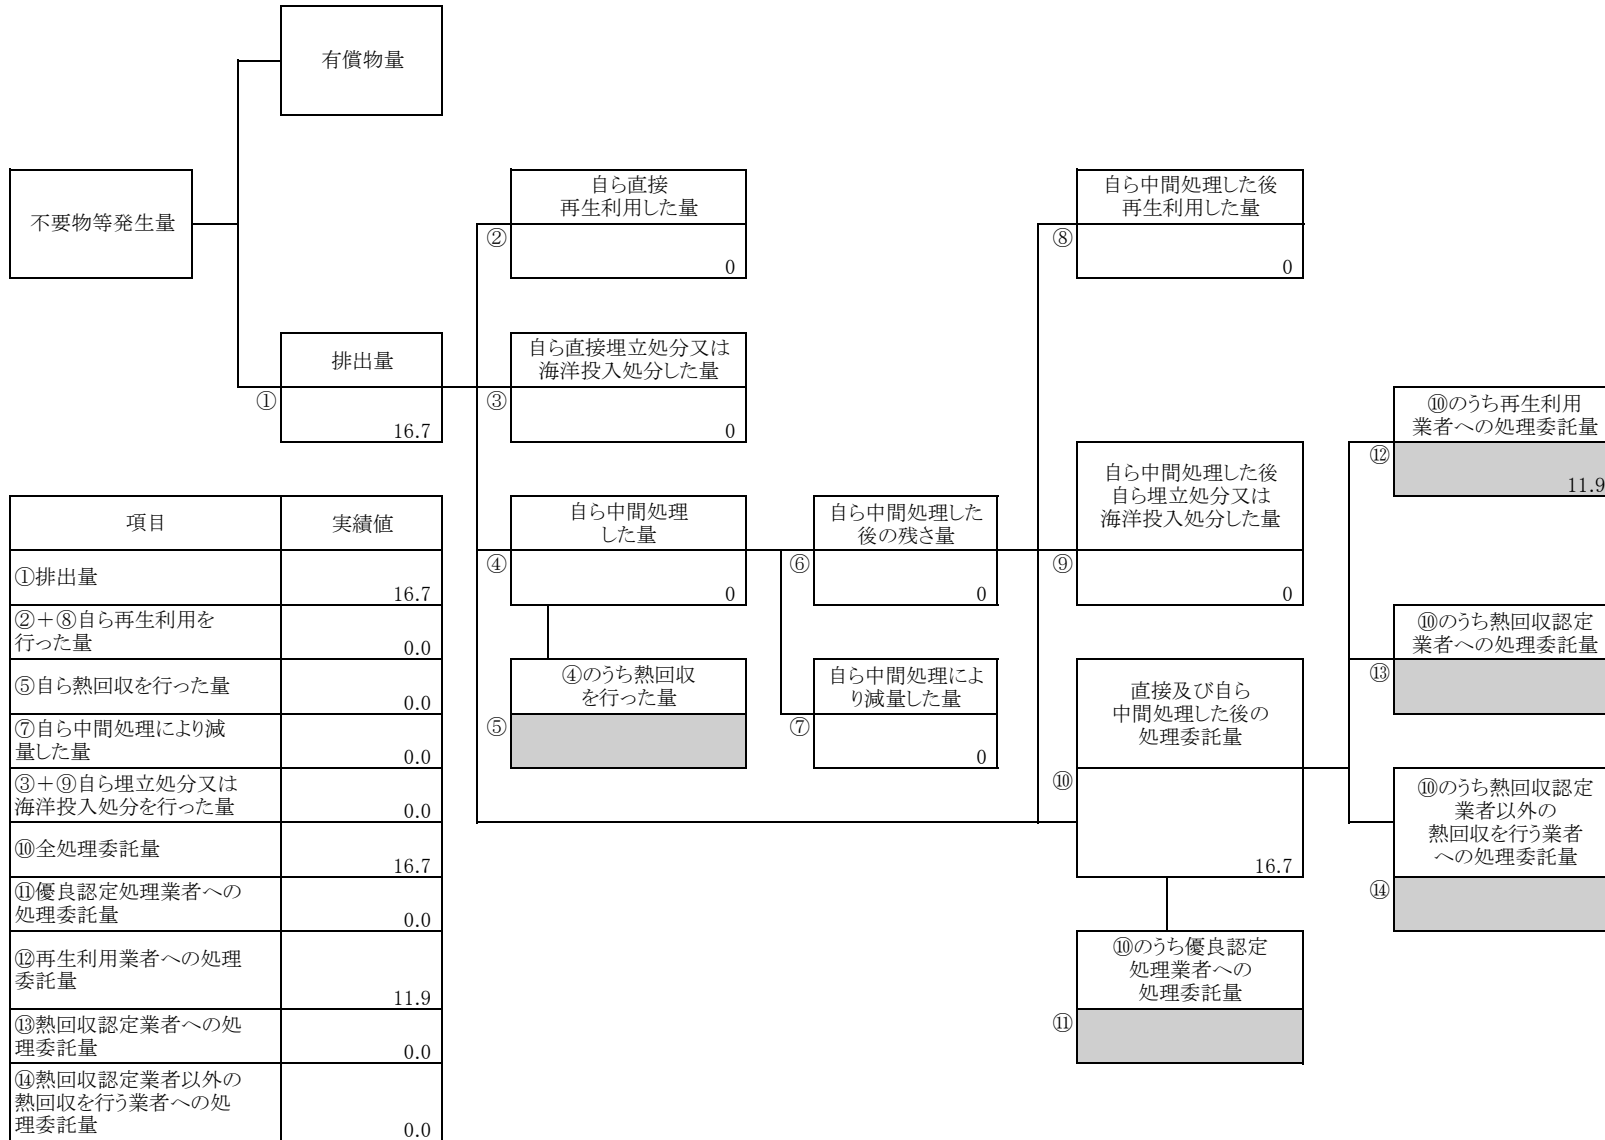 有償物量
不要物等発生量
自ら直接
再生利用した量
②
0
自ら中間処理した後
再生利用した量
⑧
0
排出量
①
16.7
自ら直接埋立処分又は
海洋投入処分した量
③
0
⑩のうち再生利用
業者への処理委託量
⑫
11.9
自ら中間処理
した量
④
0
自ら中間処理した
後の残さ量
⑥
0
自ら中間処理した後
自ら埋立処分又は
海洋投入処分した量
⑨
0
⑩のうち熱回収認定
業者への処理委託量
⑬
④のうち熱回収
を行った量
⑤
自ら中間処理によ
り減量した量
⑦
0
直接及び自ら
中間処理した後の
処理委託量
⑩
16.7
⑩のうち熱回収認定
業者以外の
熱回収を行う業者
への処理委託量
⑭
⑩のうち優良認定
処理業者への
処理委託量
⑪
項目 実績値
①排出量
16.7
②＋⑧自ら再生利用を
行った量
0.0
⑤自ら熱回収を行った量
0.0
⑦自ら中間処理により減
量した量
0.0
③＋⑨自ら埋立処分又は
海洋投入処分を行った量
0.0
⑩全処理委託量
16.7
⑪優良認定処理業者への
処理委託量
0.0
⑫再生利用業者への処理
委託量
11.9
⑬熱回収認定業者への処
理委託量
0.0
⑭熱回収認定業者以外の
熱回収を行う業者への処
理委託量
0.0